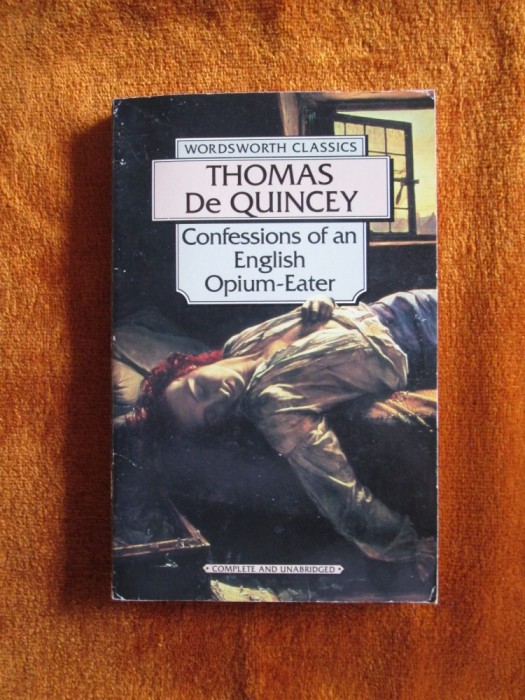 WORDSWORTH CLASSICS
THOMAS
De QUINCEY
Confessions of an
English
Opium-Eater
• COMPLETE AND UNABRIDGED •